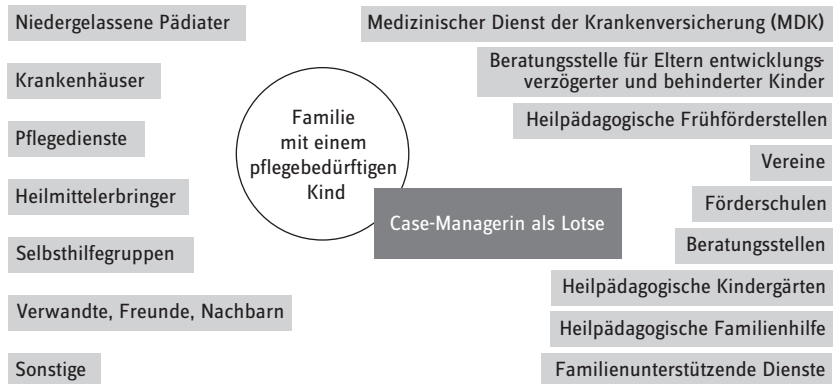 Niedergelassene Pädiater
Krankenhäuser
Pflegedienste
Heilmittelerbringer
Selbsthilfegruppen
Verwandte, Freunde, Nachbarn
Sonstige
Familie
mit einem
pflegebedürftigen
Kind
Case-Managerin als Lotse
Medizinischer Dienst der Krankenversicherung (MDK)
Beratungsstelle für Eltern entwicklungs-
verzögerter und behinderter Kinder
Heilpädagogische Frühförderstellen
Vereine
Förderschulen
Beratungsstellen
Heilpädagogische Kindergärten
Heilpädagogische Familienhilfe
Familienunterstützende Dienste